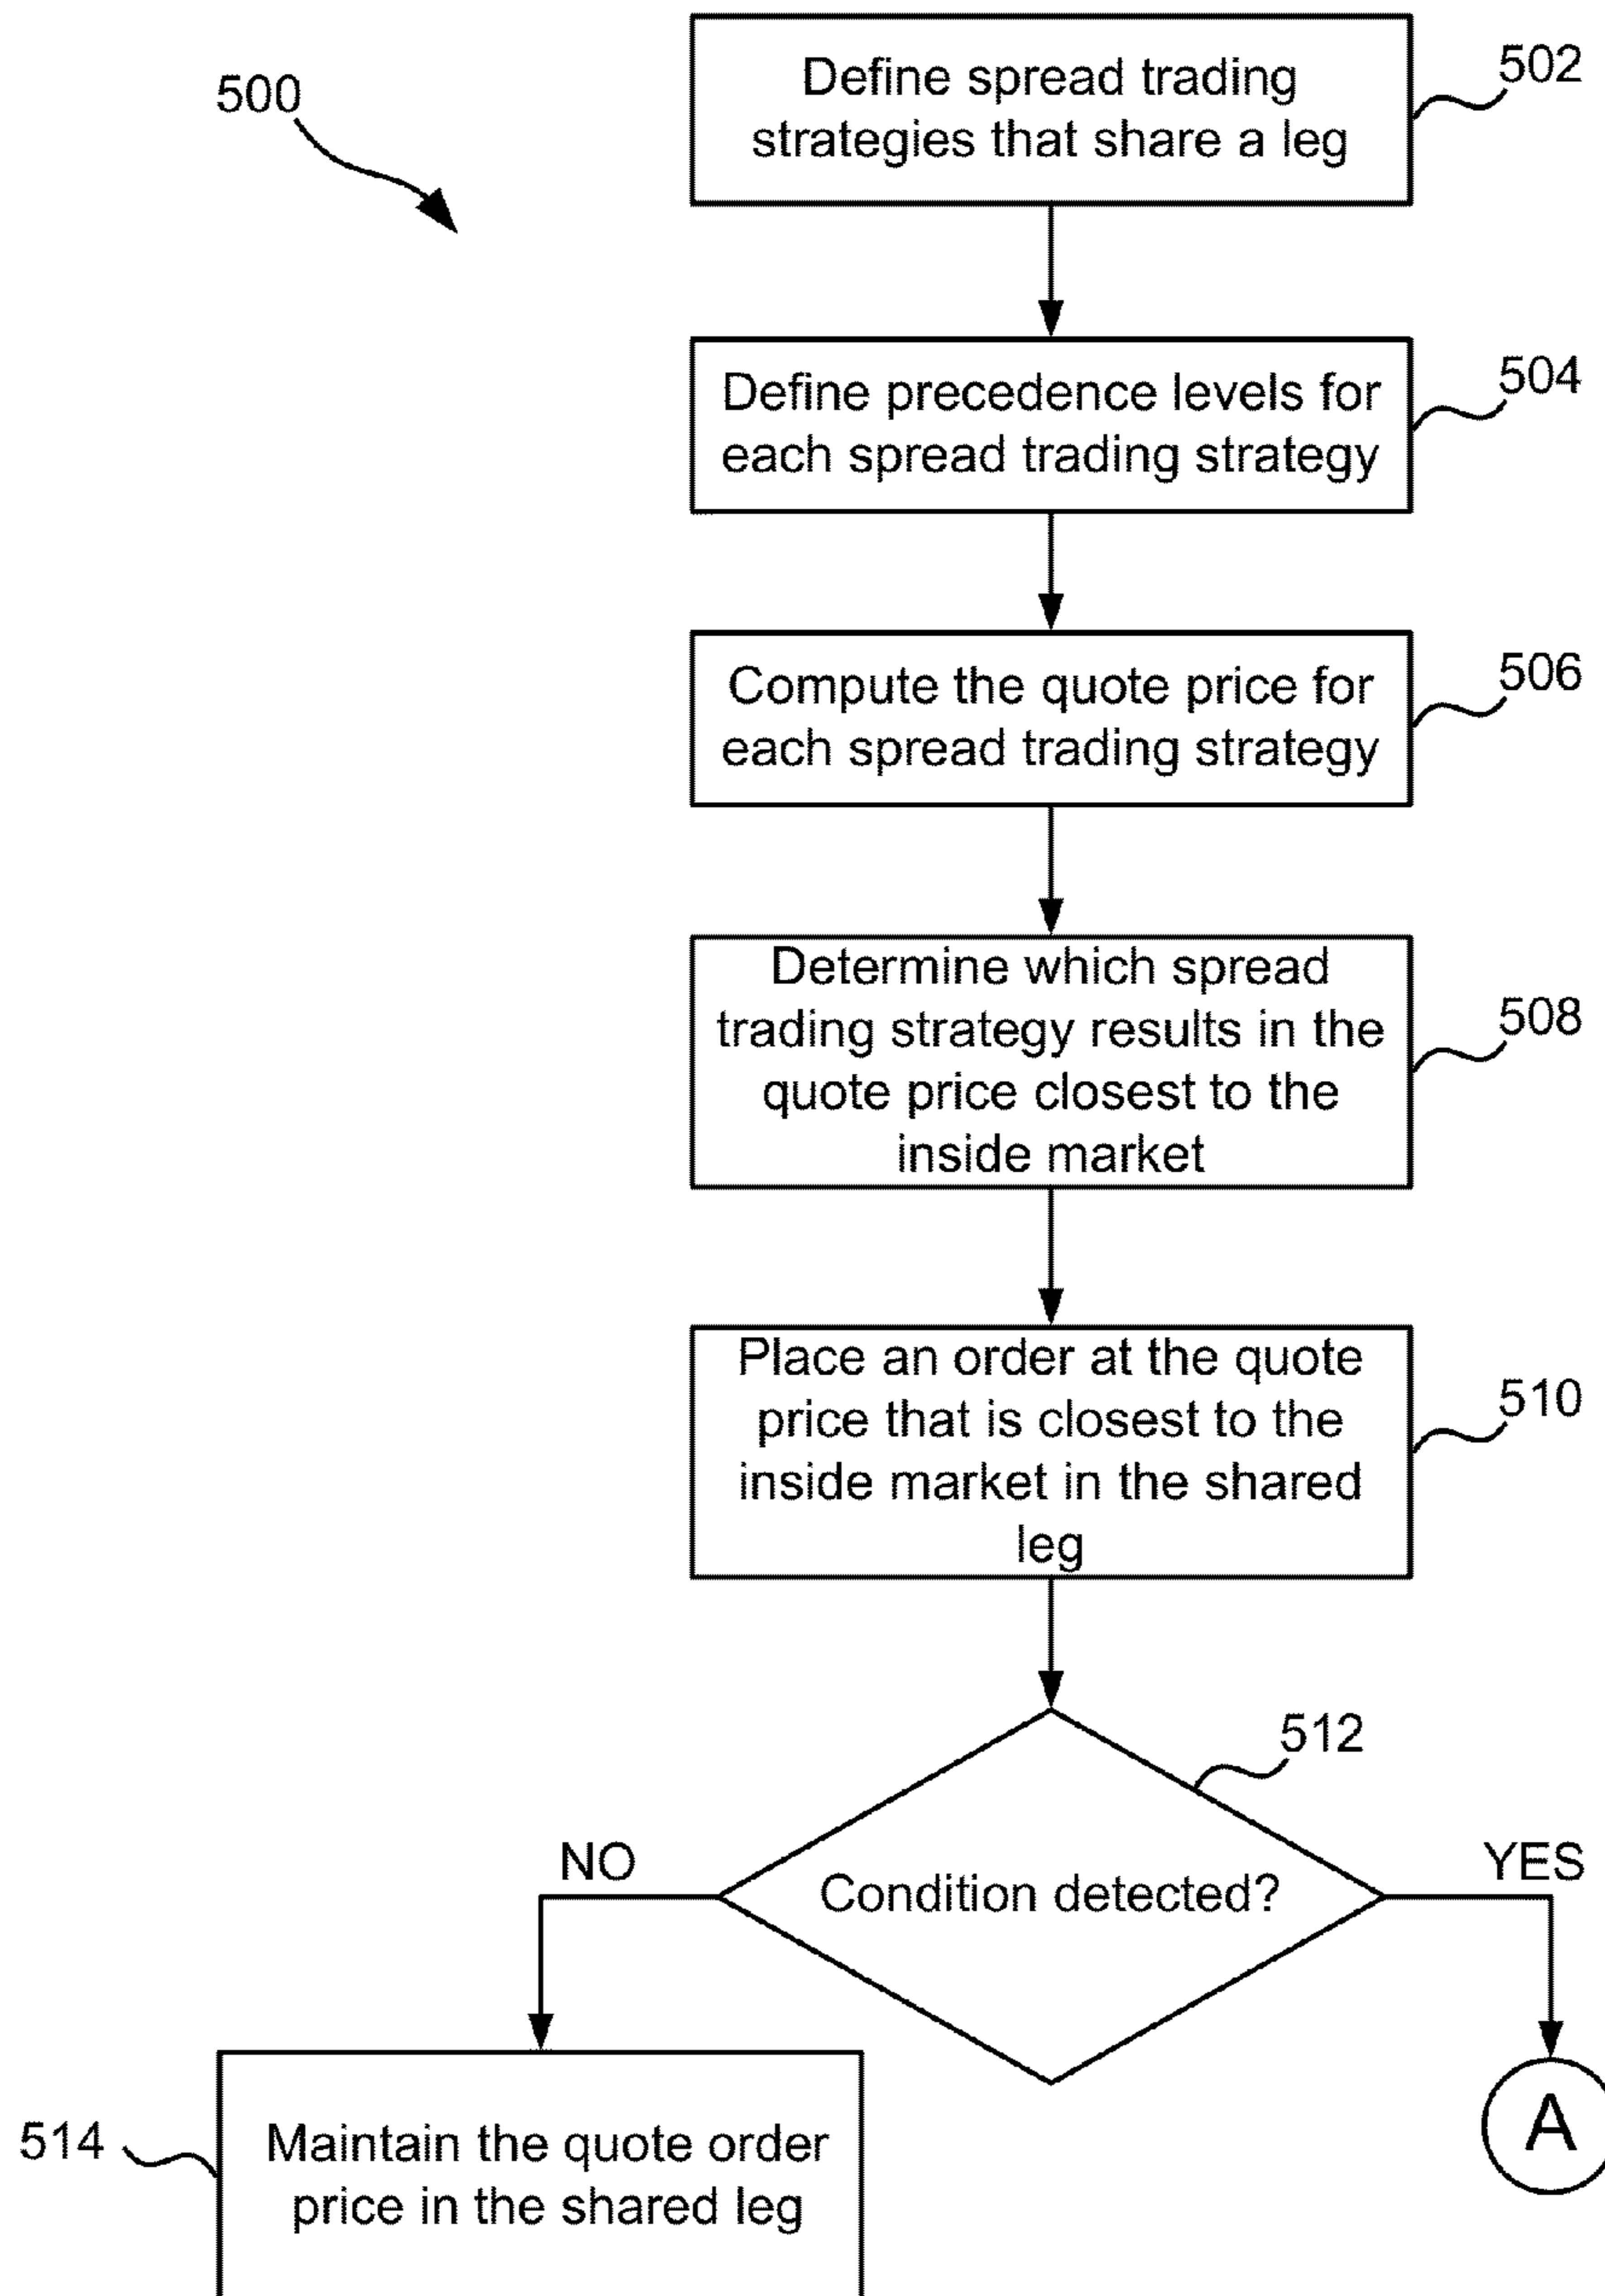 500
Define spread trading
strategies that share a leg
502
Define precedence levels for
each spread trading strategy
504
Compute the quote price for
each spread trading strategy
506
Determine which spread
trading strategy results in the
quote price closest to the
inside market
508
Place an order at the quote
price that is closest to the
inside market in the shared
leg
510
512
NO
Condition detected?
YES
514
Maintain the quote order
price in the shared leg
A